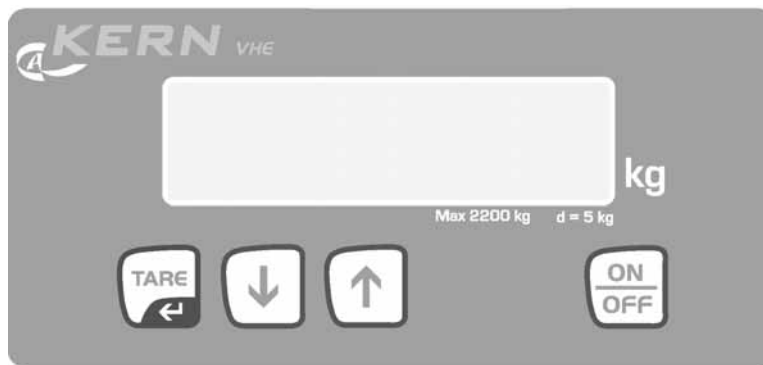 KERN VHE
A
kg
Max 2200 kg d = 5 kg
TARE
ON
OFF